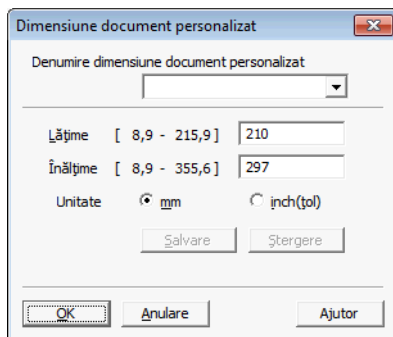 Dimensiune document personalizat
Denumire dimensiune document personalizat
Lățime [ 8,9 - 215,9 ] 210
Înălțime [ 8,9 - 355,6 ] 297
Unitate mm inch(țol)
Salvare Ștergere
OK Anulare Ajutor